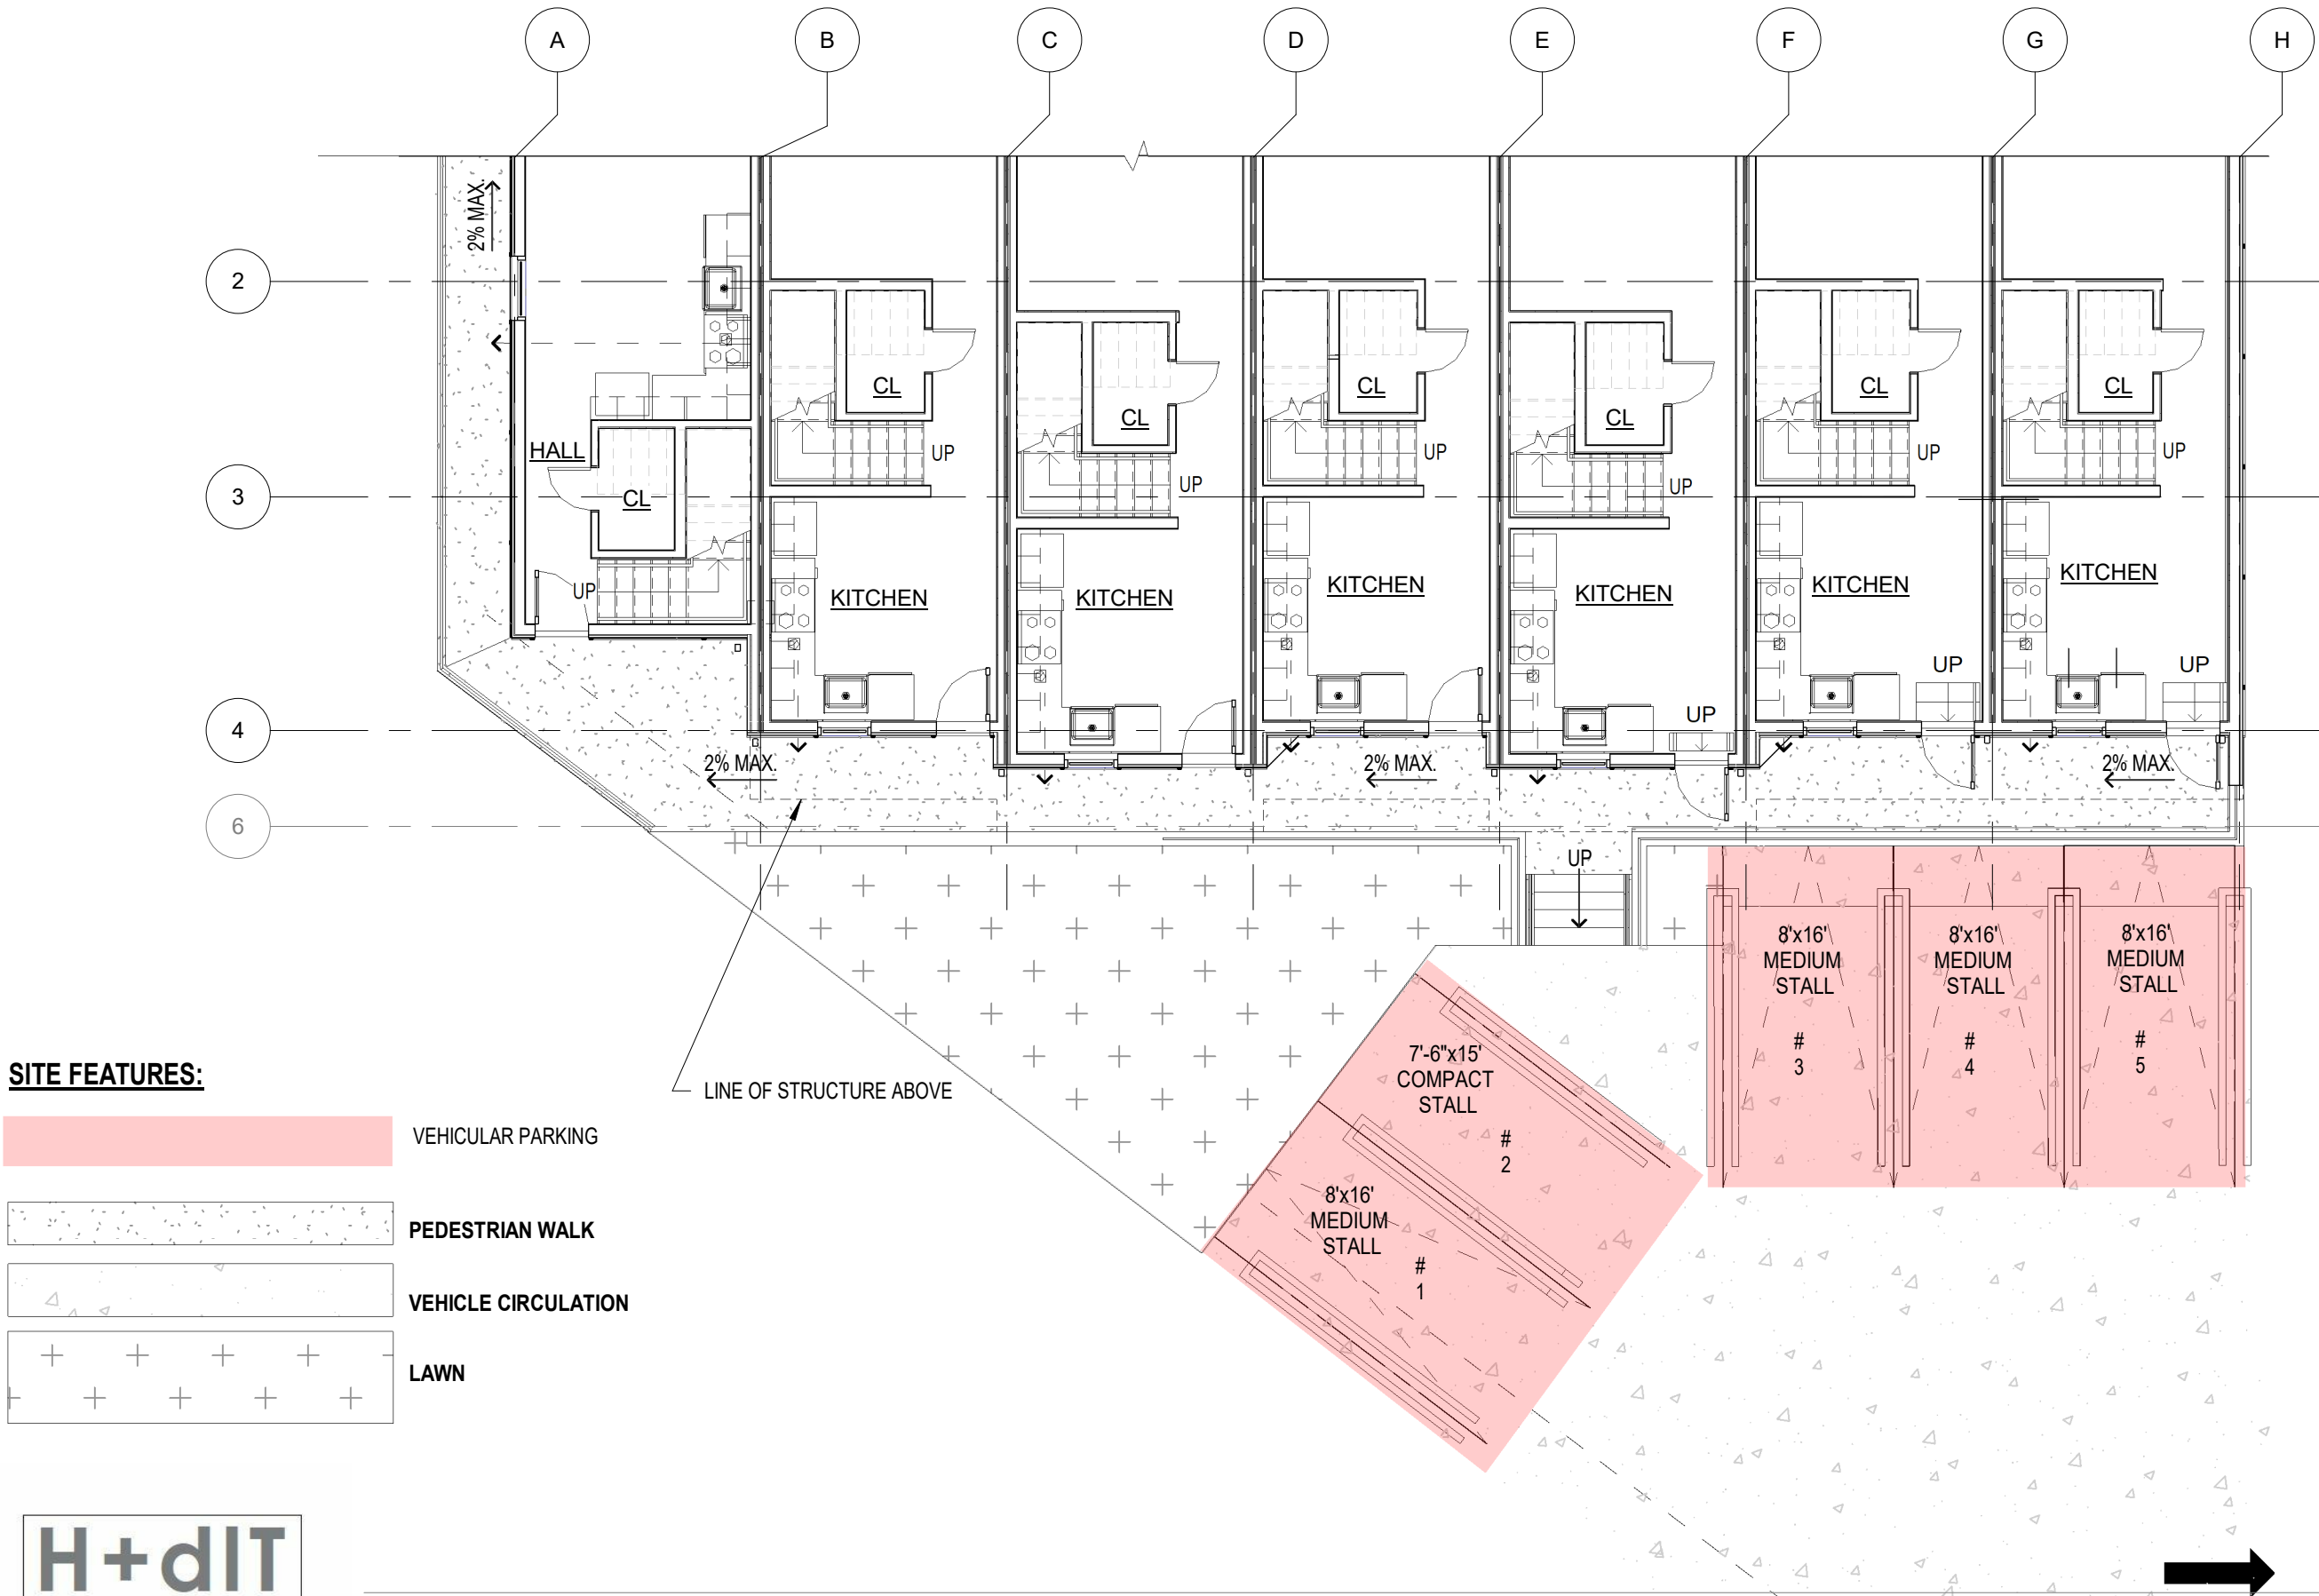 A
B
C
D
E
F
G
H
2% MAX.
2
CL
CL
CL
CL
CL
CL
HALL
UP
UP
UP
UP
UP
UP
3
CL
UP
KITCHEN
KITCHEN
KITCHEN
KITCHEN
KITCHEN
KITCHEN
UP
UP
UP
4
2% MAX.
2% MAX.
2% MAX.
6
UP
8'x16'
MEDIUM
STALL
#
3
8'x16'
MEDIUM
STALL
#
4
8'x16'
MEDIUM
STALL
#
5
7'-6"x15'
COMPACT
STALL
#
2
8'x16'
MEDIUM
STALL
#
1
LINE OF STRUCTURE ABOVE
SITE FEATURES:
VEHICULAR PARKING
PEDESTRIAN WALK
VEHICLE CIRCULATION
LAWN
H+dIT